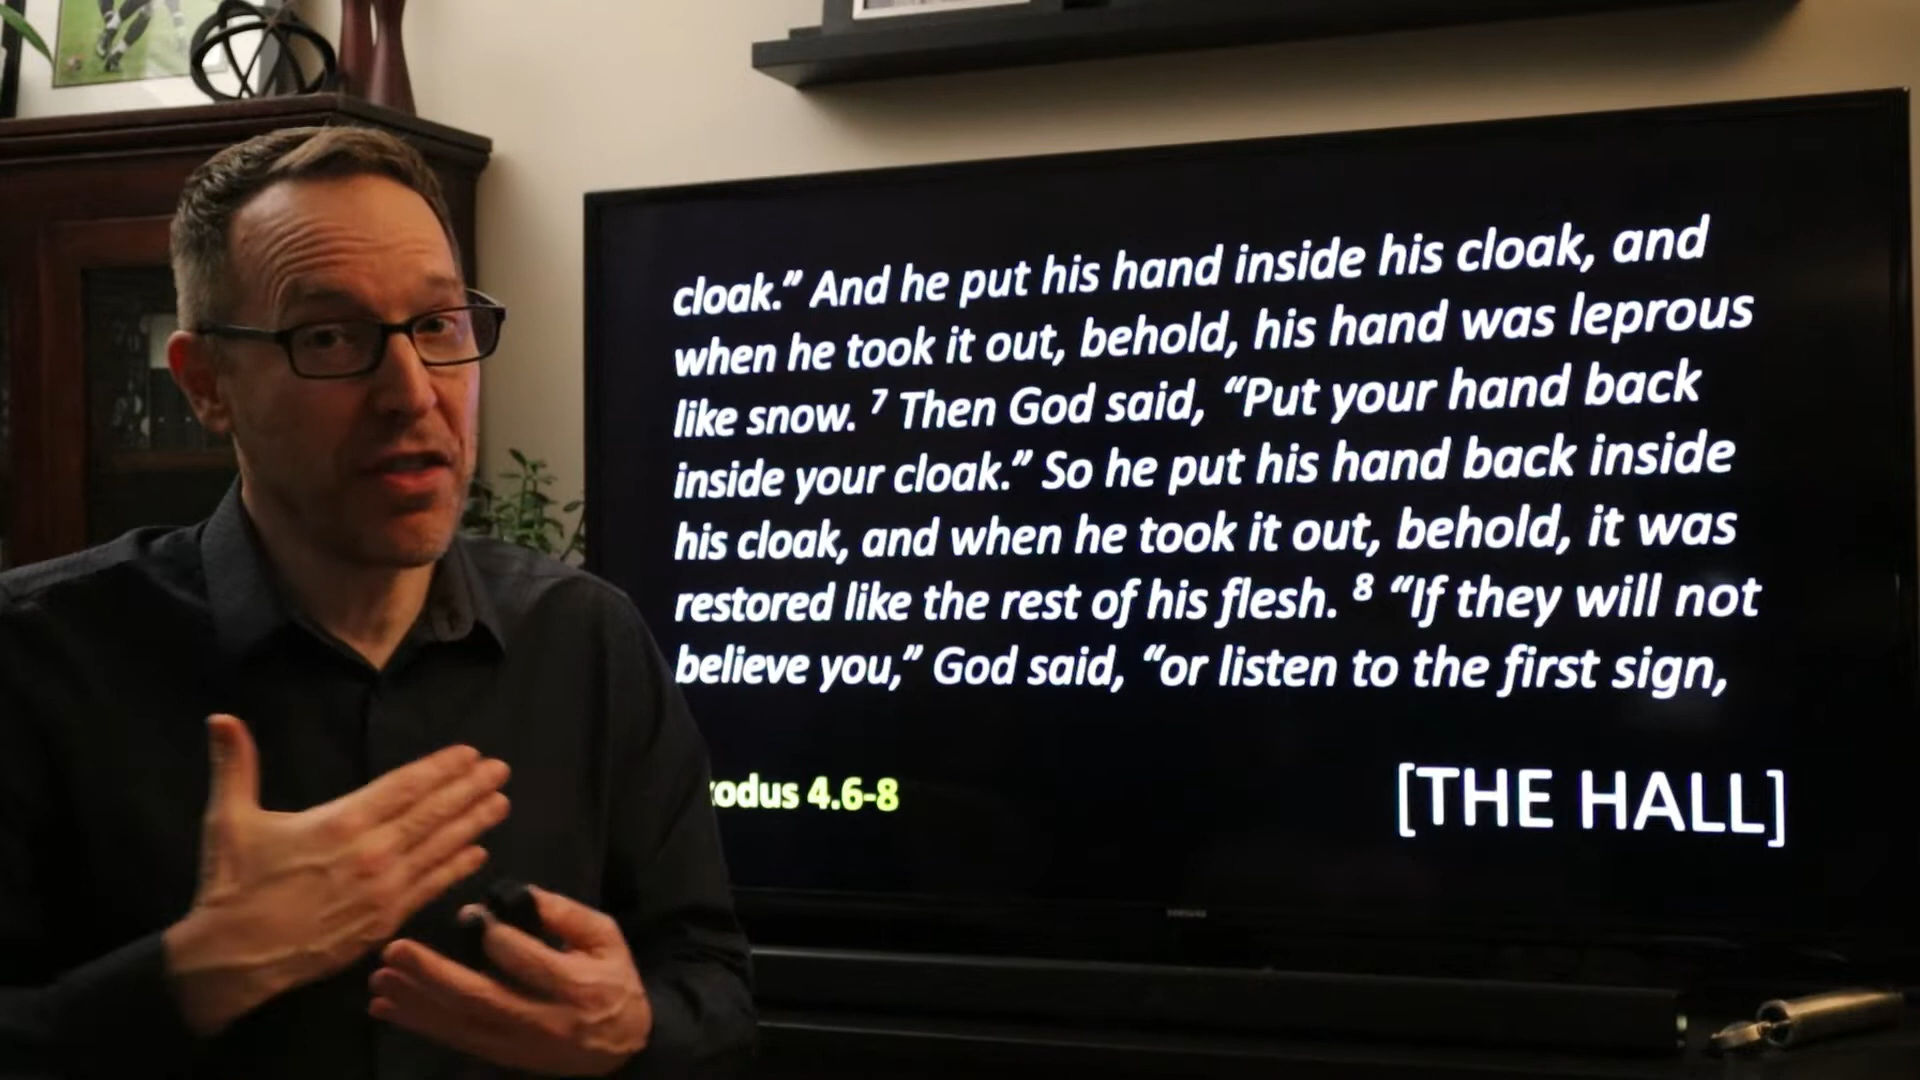 cloak.” And he put his hand inside his cloak, and
when he took it out, behold, his hand was leprous
like snow. ⁷ Then God said, “Put your hand back
inside your cloak.” So he put his hand back inside
his cloak, and when he took it out, behold, it was
restored like the rest of his flesh. ⁸ “If they will not
believe you,” God said, “or listen to the first sign,
xodus 4.6-8
[THE HALL]
SAMSUNG